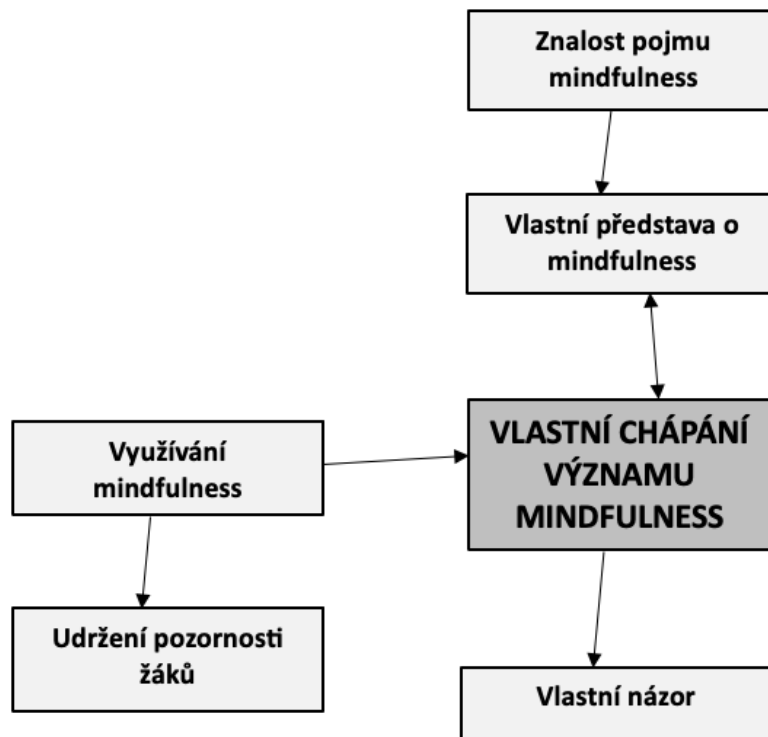 Znalost pojmu
mindfulness
Vlastní představa o
mindfulness
VLASTNÍ CHÁPÁNÍ
VÝZNAMU
MINDFULNESS
Využívání
mindfulness
Udržení pozornosti
žáků
Vlastní názor